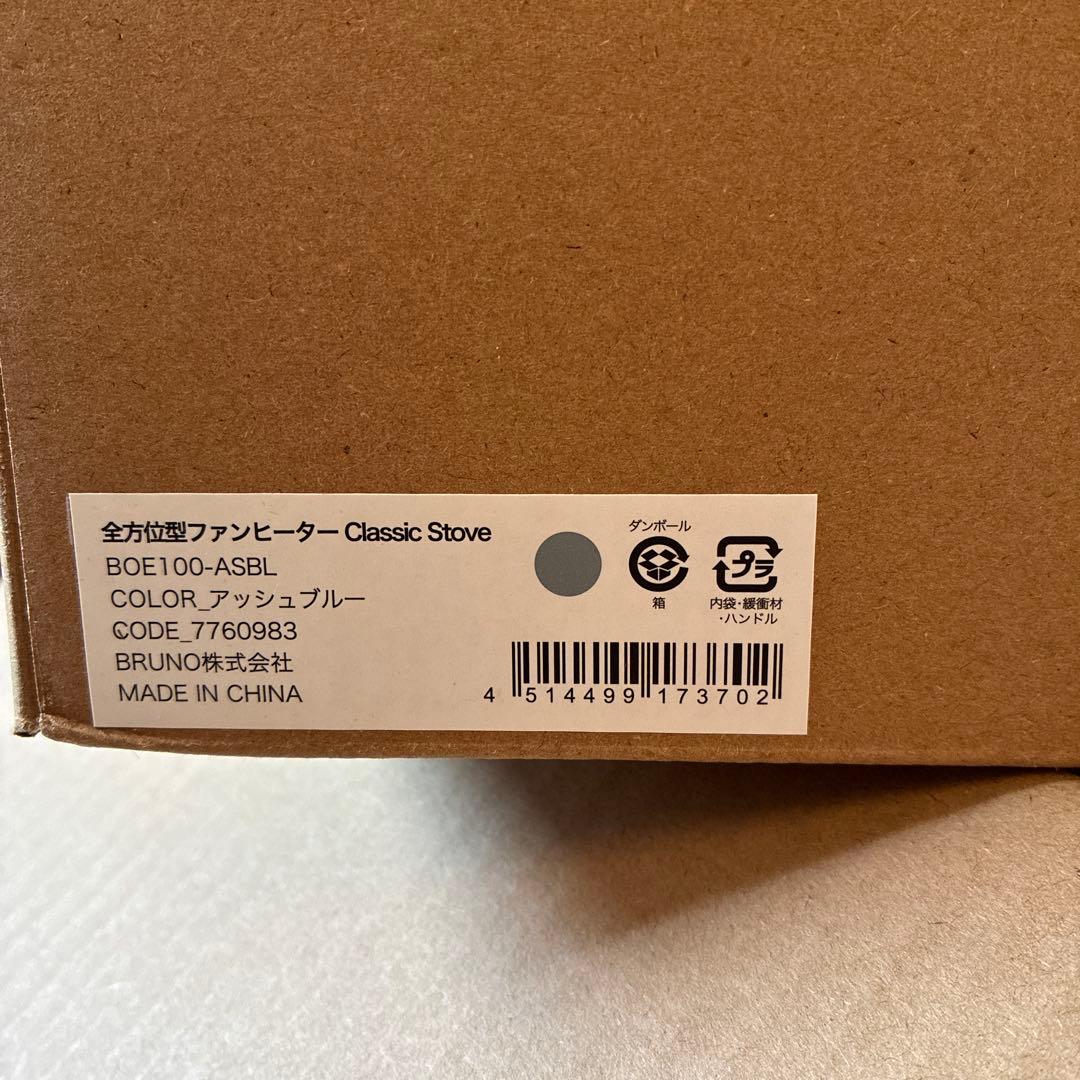 全方位型ファンヒーター Classic Stove
BOE100-ASBL
COLOR_アッシュブルー
CODE_7760983
BRUNO株式会社
MADE IN CHINA
ダンボール
箱
プラ
内袋・緩衝材
・ハンドル
4 514499 173702